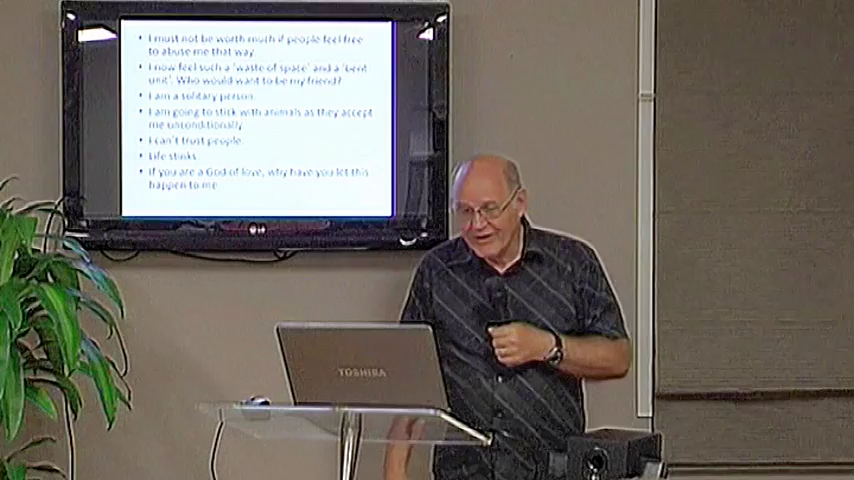 • I must not be worth much if people feel free
to abuse me that way.
• I now feel such a 'waste of space' and a 'bent
unit'. Who would want to be my friend?
• I am a solitary person.
• I am going to stick with animals as they accept
me unconditionally.
• I can't trust people.
• Life stinks
• If you are a God of love, why have you let this
happen to me
TOSHIBA